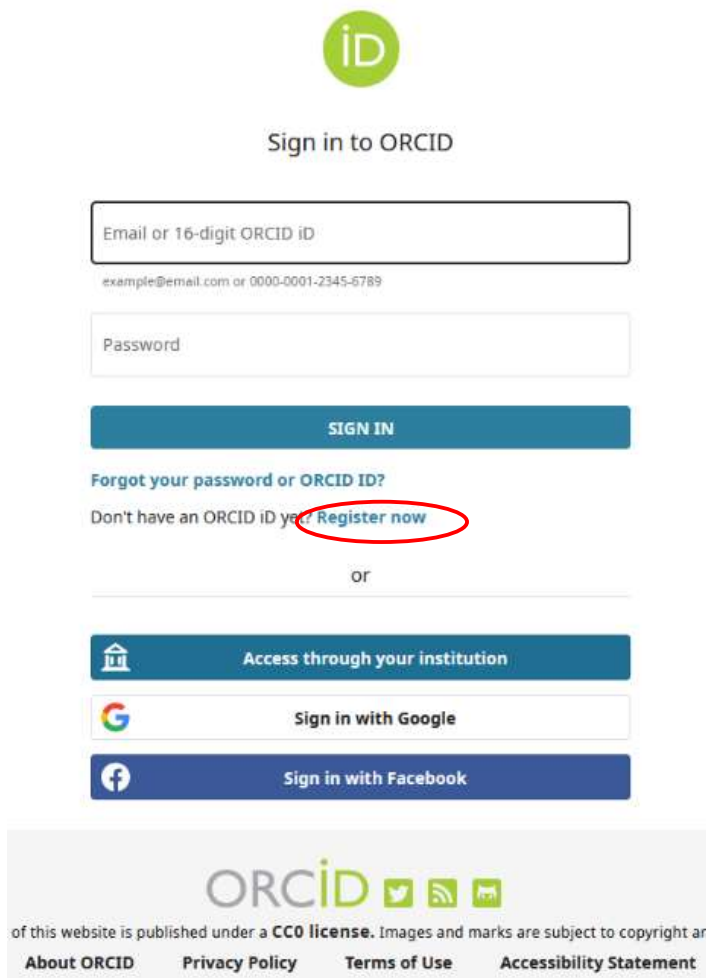 iD
Sign in to ORCID
Email or 16-digit ORCID iD
example@email.com or 0000-0001-2345-6789
Password
SIGN IN
Forgot your password or ORCID ID?
Don't have an ORCID iD yet? Register now
or
Access through your institution
Sign in with Google
Sign in with Facebook
ORCID
of this website is published under a CC0 license. Images and marks are subject to copyright ar
About ORCID Privacy Policy Terms of Use Accessibility Statement